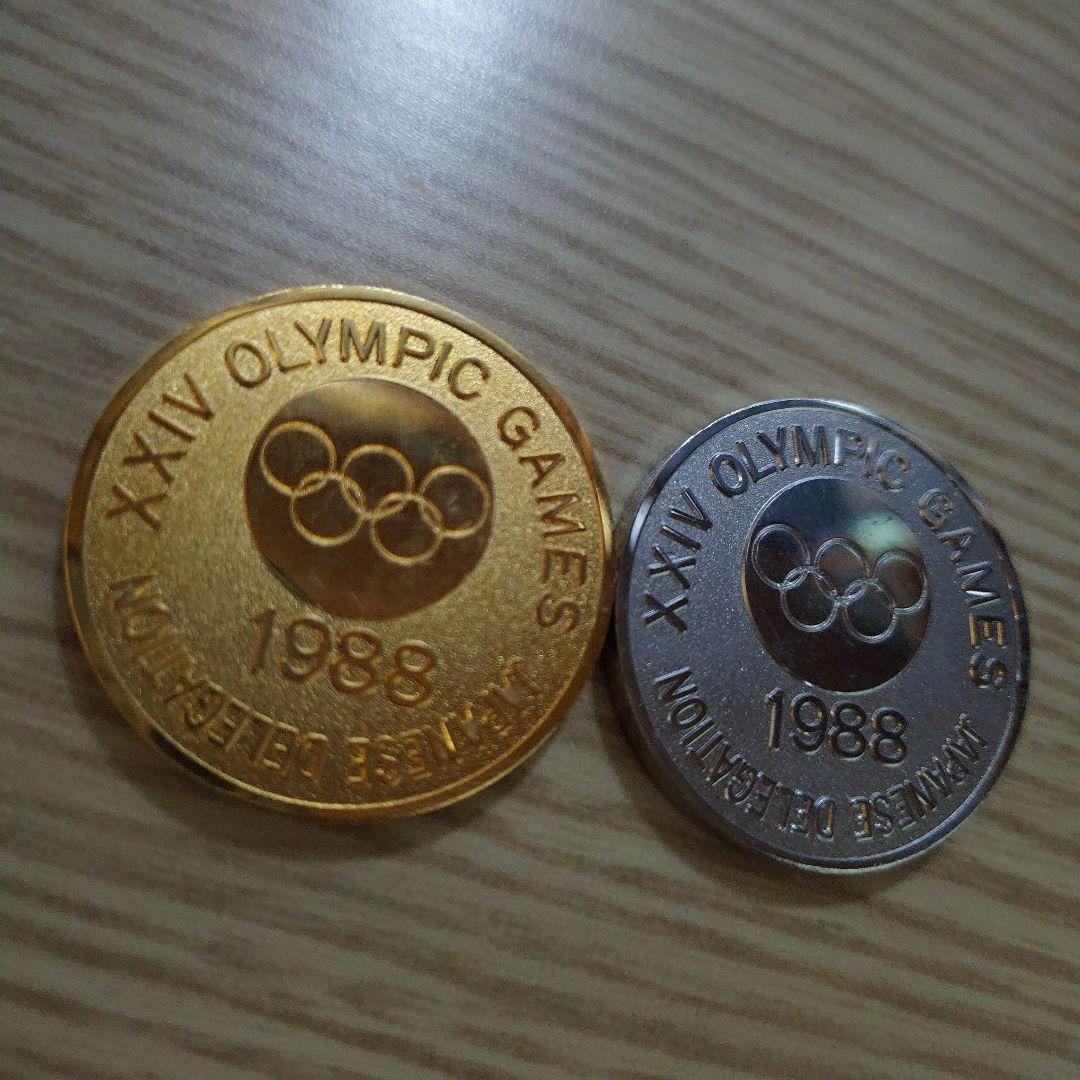 XXIV OLYMPIC GAMES
1988
JAPANESE DELEGATION
XXIV OLYMPIC GAMES
1988
JAPANESE DELEGATION